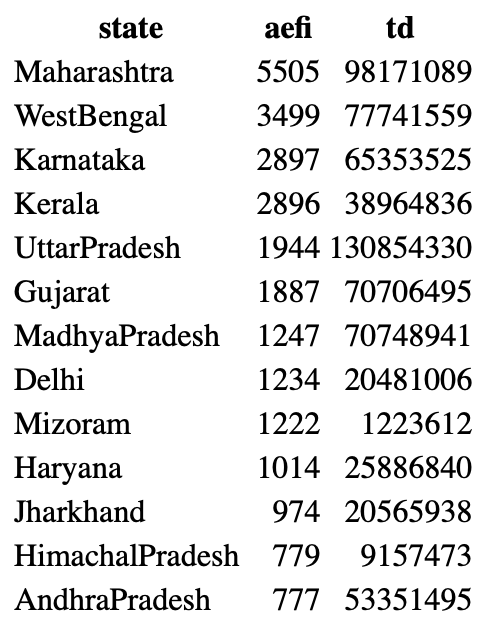 state aefi td
Maharashtra 5505 98171089
WestBengal 3499 77741559
Karnataka 2897 65353525
Kerala 2896 38964836
UttarPradesh 1944 130854330
Gujarat 1887 70706495
MadhyaPradesh 1247 70748941
Delhi 1234 20481006
Mizoram 1222 1223612
Haryana 1014 25886840
Jharkhand 974 20565938
HimachalPradesh 779 9157473
AndhraPradesh 777 53351495